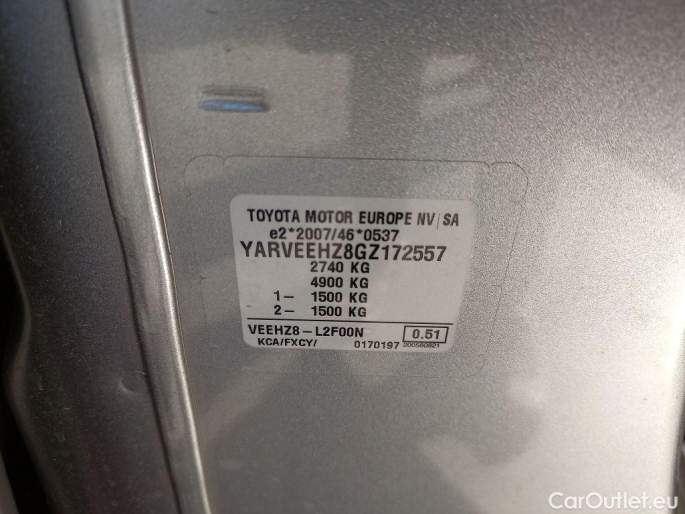 TOYOTA MOTOR EUROPE NV/SA
e2*2007/46*0537
YARVEEHZ8GZ172557
2740 KG
4900 KG
1- 1500 KG
2- 1500 KG
VEEHZ8-L2F00N 0.51
KCA/FXCY/ 0170197
CarOutlet.eu